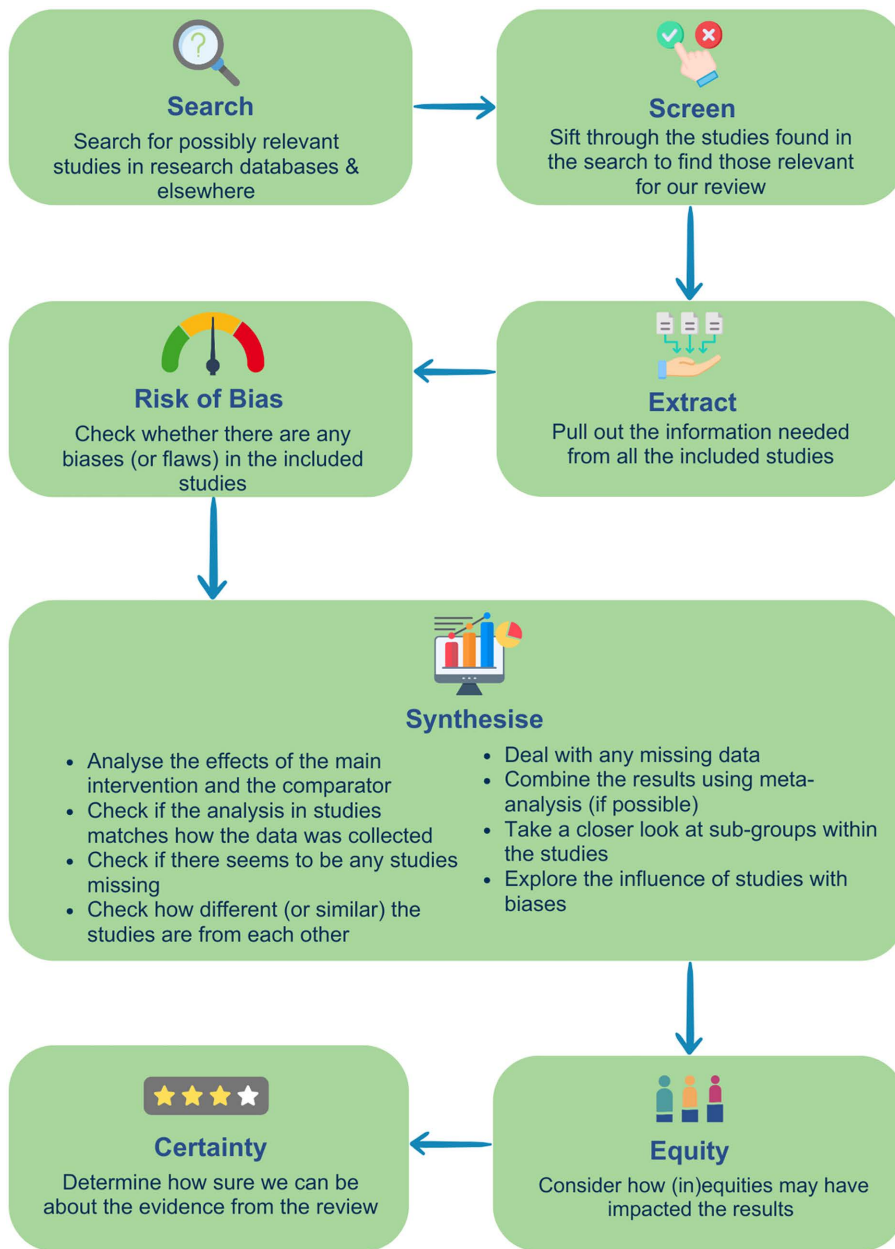 ?
Search
Search for possibly relevant
studies in research databases &
elsewhere
Screen
Sift through the studies found in
the search to find those relevant
for our review
Extract
Pull out the information needed
from all the included studies
Risk of Bias
Check whether there are any
biases (or flaws) in the included
studies
Synthesise
• Analyse the effects of the main
intervention and the comparator
• Check if the analysis in studies
matches how the data was collected
• Check if there seems to be any studies
missing
• Check how different (or similar) the
studies are from each other
• Deal with any missing data
• Combine the results using meta-
analysis (if possible)
• Take a closer look at sub-groups within
the studies
• Explore the influence of studies with
biases
Equity
Consider how (in)equities may have
impacted the results
Certainty
Determine how sure we can be
about the evidence from the review